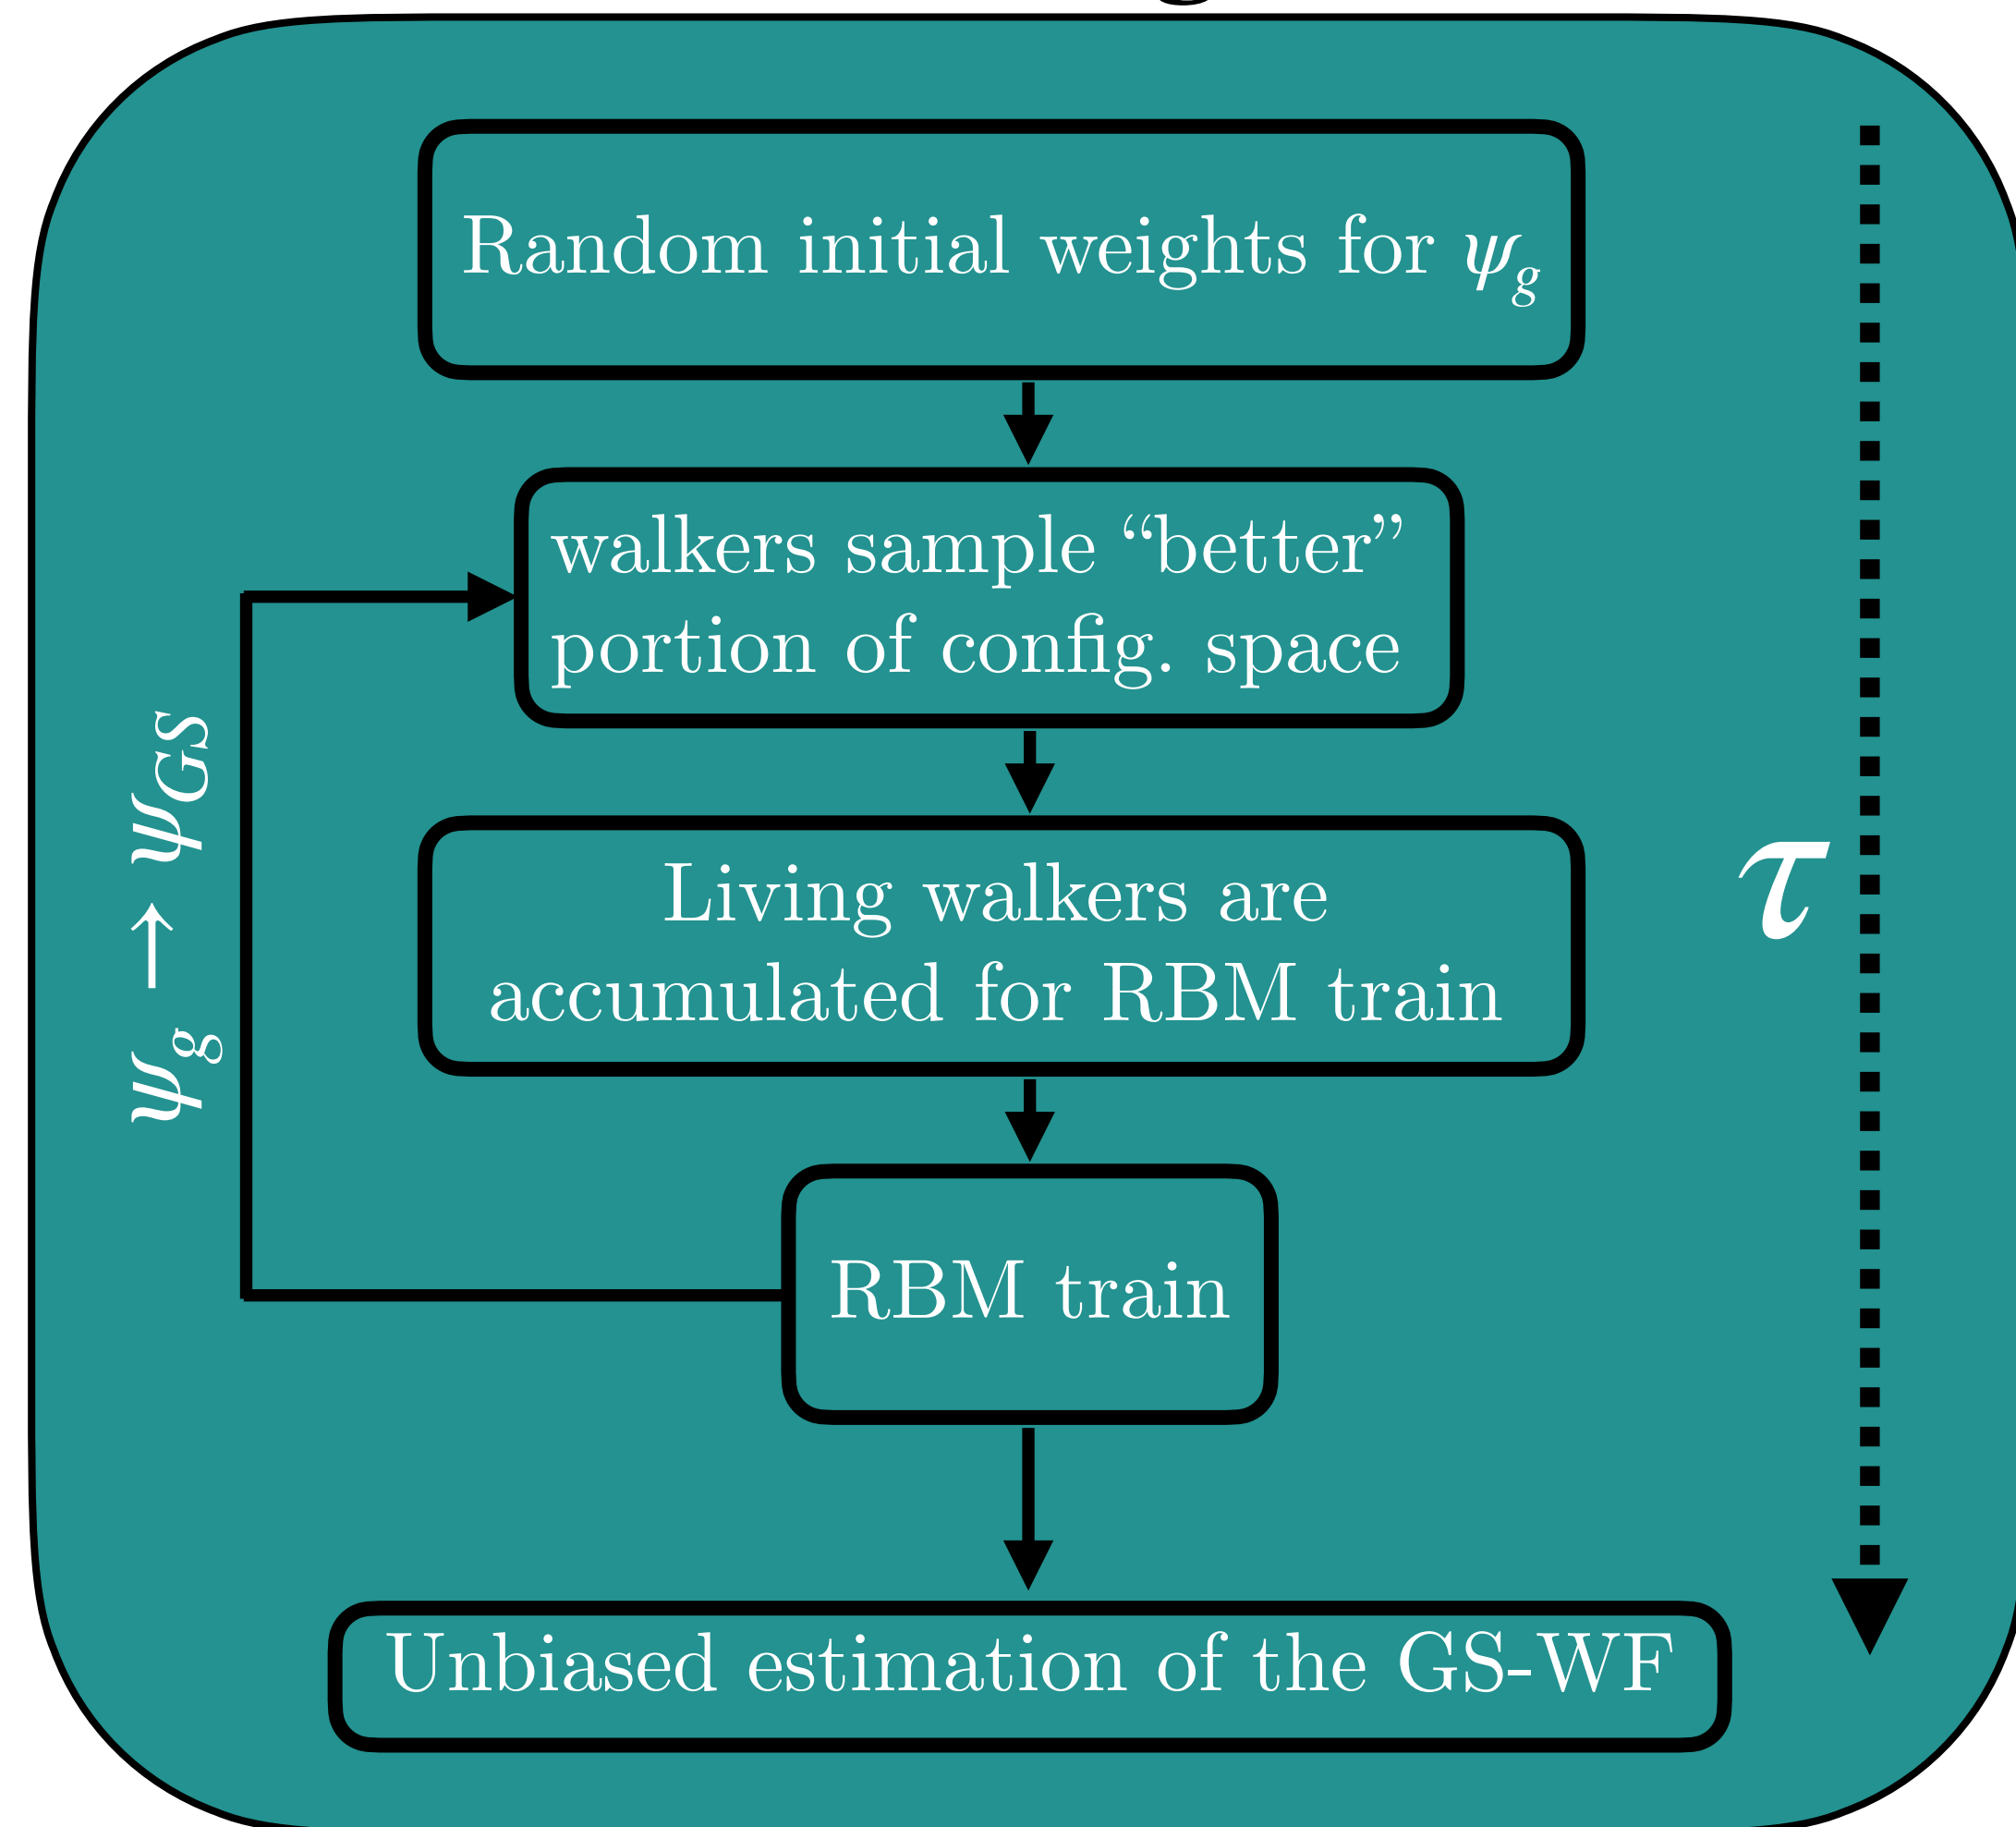 Random initial weights for ψ_g
walkers sample “better”
portion of config. space
Living walkers are
accumulated for RBM train
RBM train
Unbiased estimation of the GS-WF
ψ_g → ψ_GS
τ